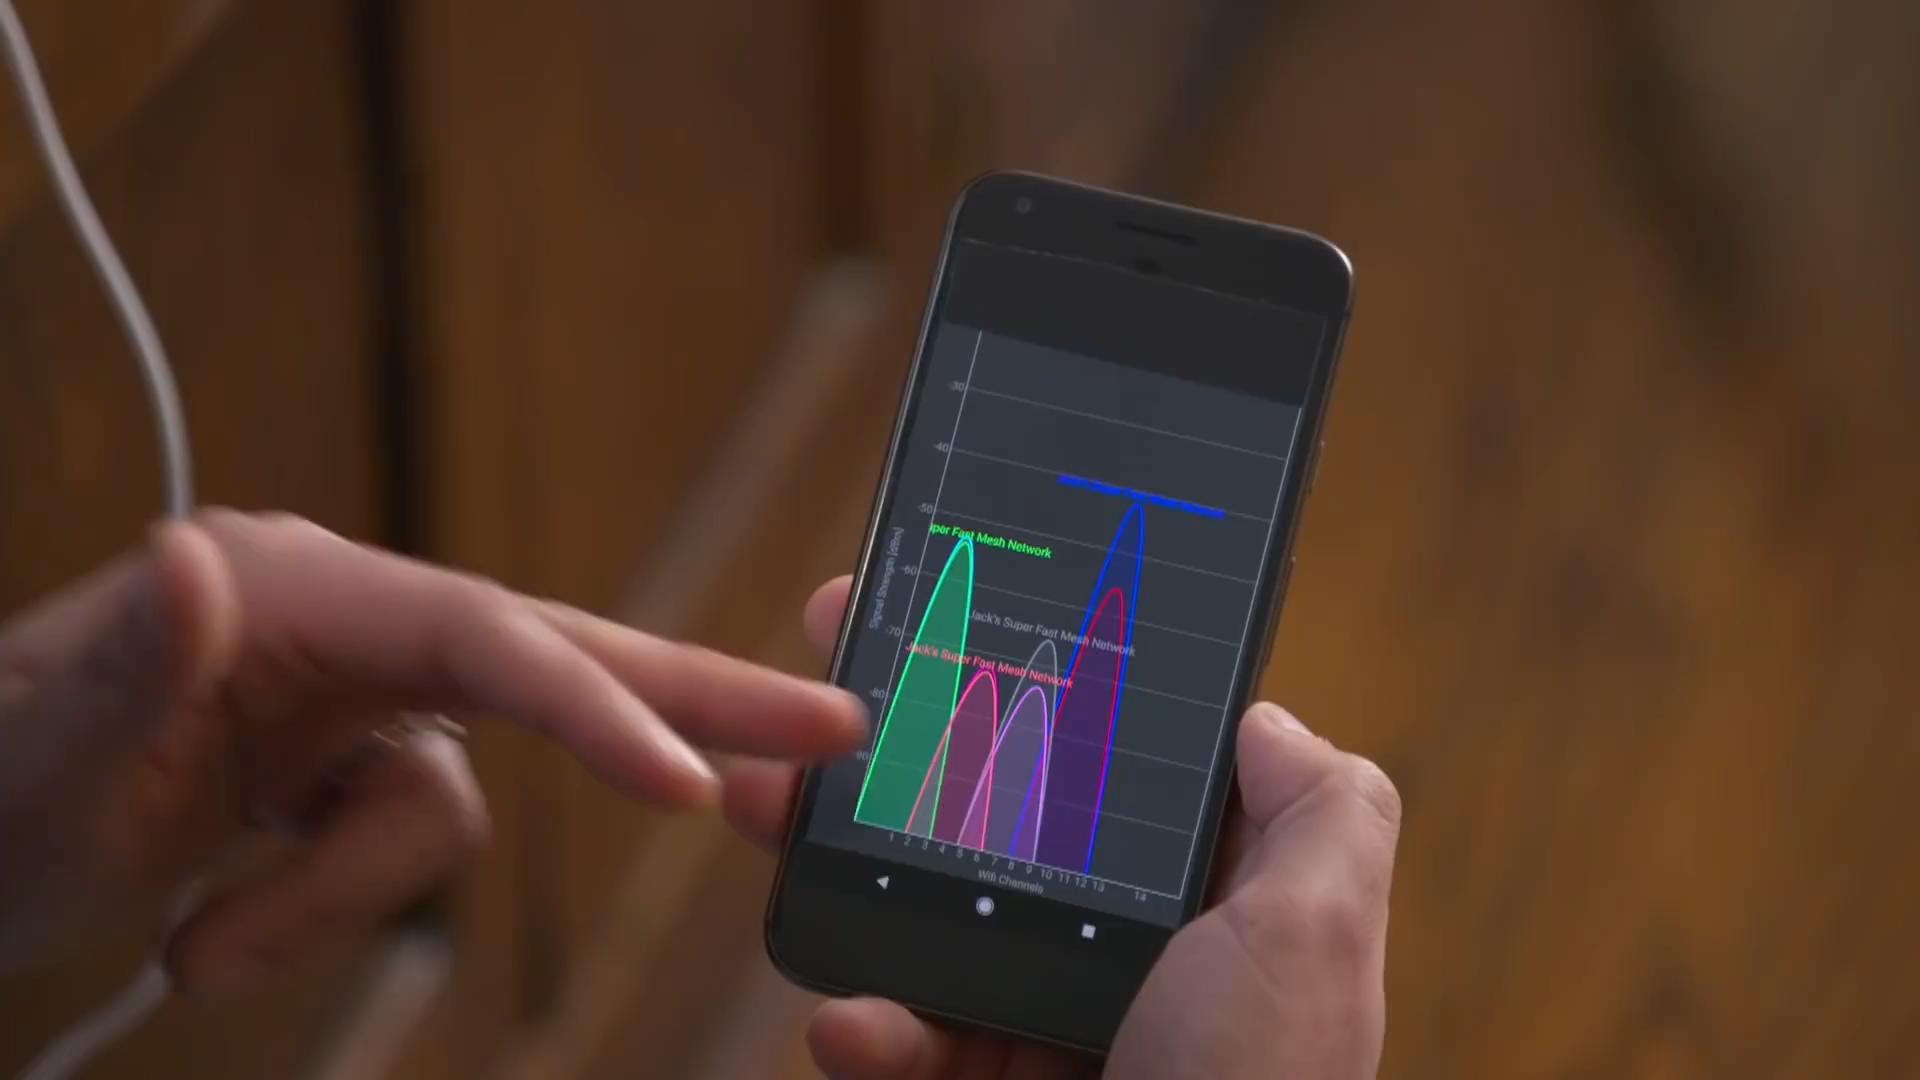 -30
-40
-50
uper Fast Mesh Network
-60
Jack's Super Fast Mesh Network
-70
Jack's Super Fast Mesh Network
-80
-90
Signal Strength [dBm]
1 2 3 4 5 6 7 8 9 10 11 12 13 14
Wifi Channels